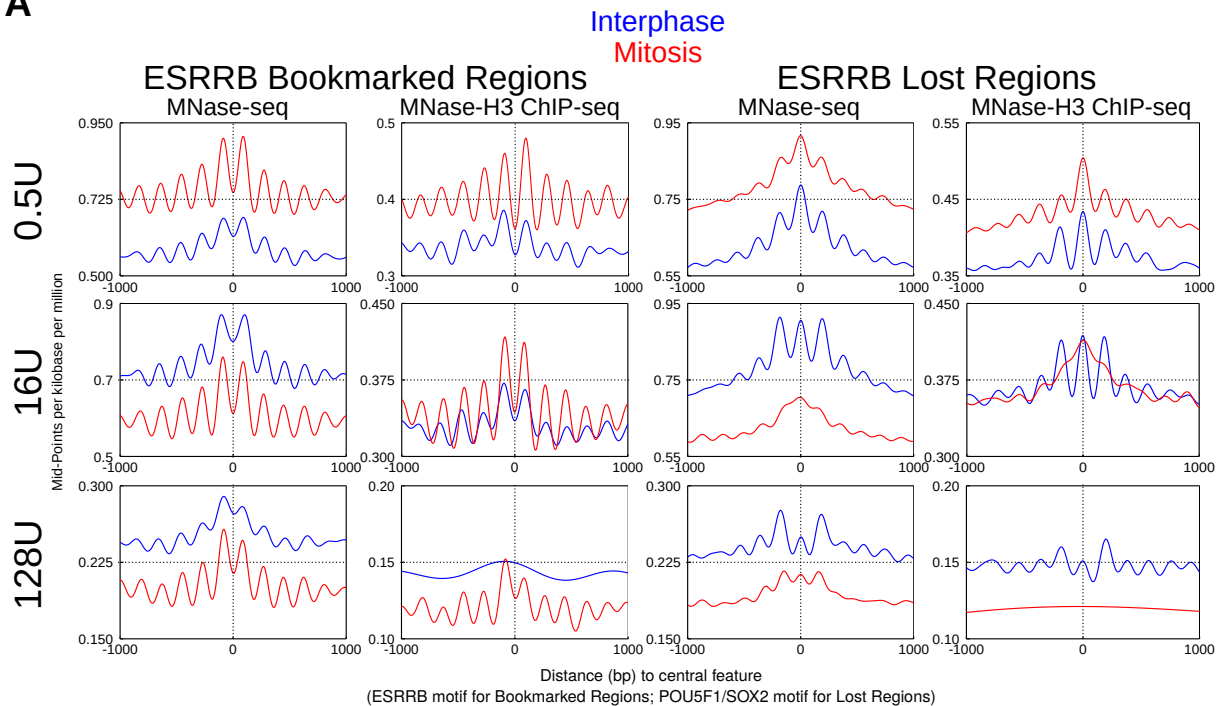 A
Interphase
Mitosis
ESRRB Bookmarked Regions ESRRB Lost Regions
MNase-seq MNase-H3 ChIP-seq MNase-seq MNase-H3 ChIP-seq
0.5U
0.950 0.5 0.95 0.55
0.725 0.4 0.75 0.45
0.500 0.3 0.55 0.35
-1000 0 1000 -1000 0 1000 -1000 0 1000 -1000 0 1000
Mid-Points per kilobase per million
16U
0.9 0.450 0.95 0.450
0.7 0.375 0.75 0.375
0.5 0.300 0.55 0.300
-1000 0 1000 -1000 0 1000 -1000 0 1000 -1000 0 1000
128U
0.300 0.20 0.300 0.20
0.225 0.15 0.225 0.15
0.150 0.10 0.150 0.10
-1000 0 1000 -1000 0 1000 -1000 0 1000 -1000 0 1000
Distance (bp) to central feature
(ESRRB motif for Bookmarked Regions; POU5F1/SOX2 motif for Lost Regions)